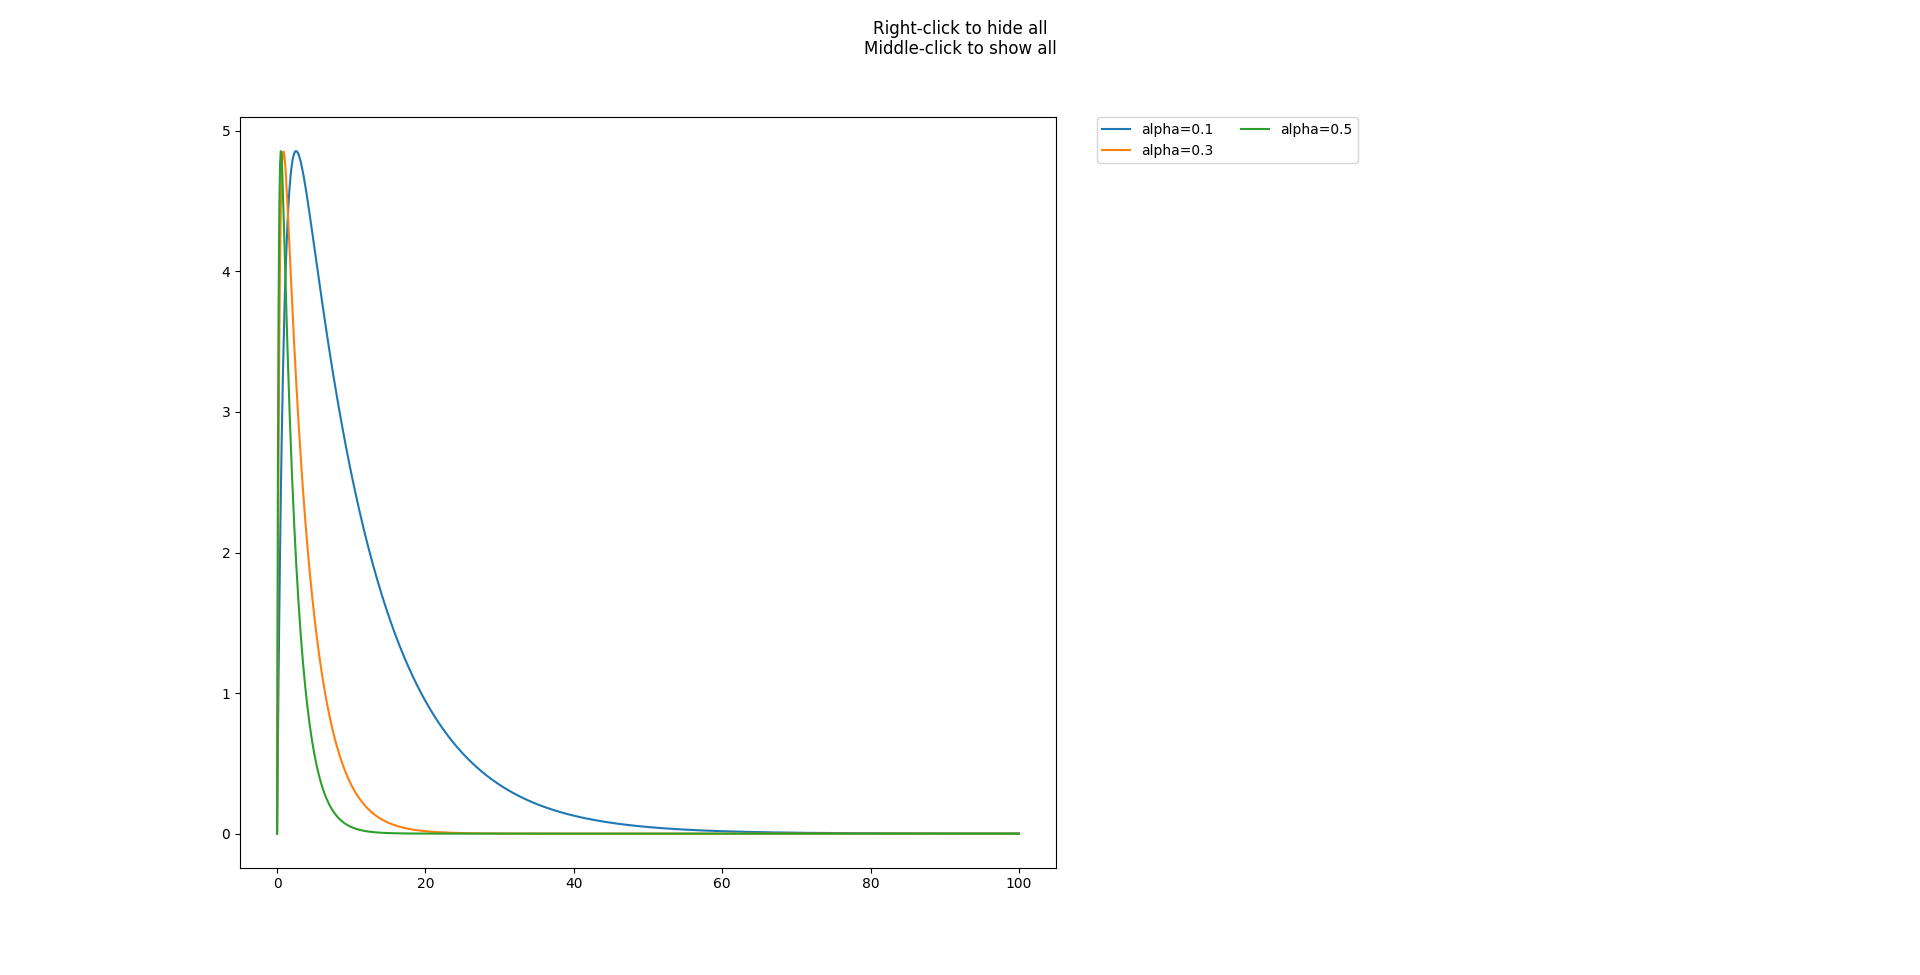 Right-click to hide all
Middle-click to show all
alpha=0.1
alpha=0.3
alpha=0.5
5
4
3
2
1
0
0 20 40 60 80 100